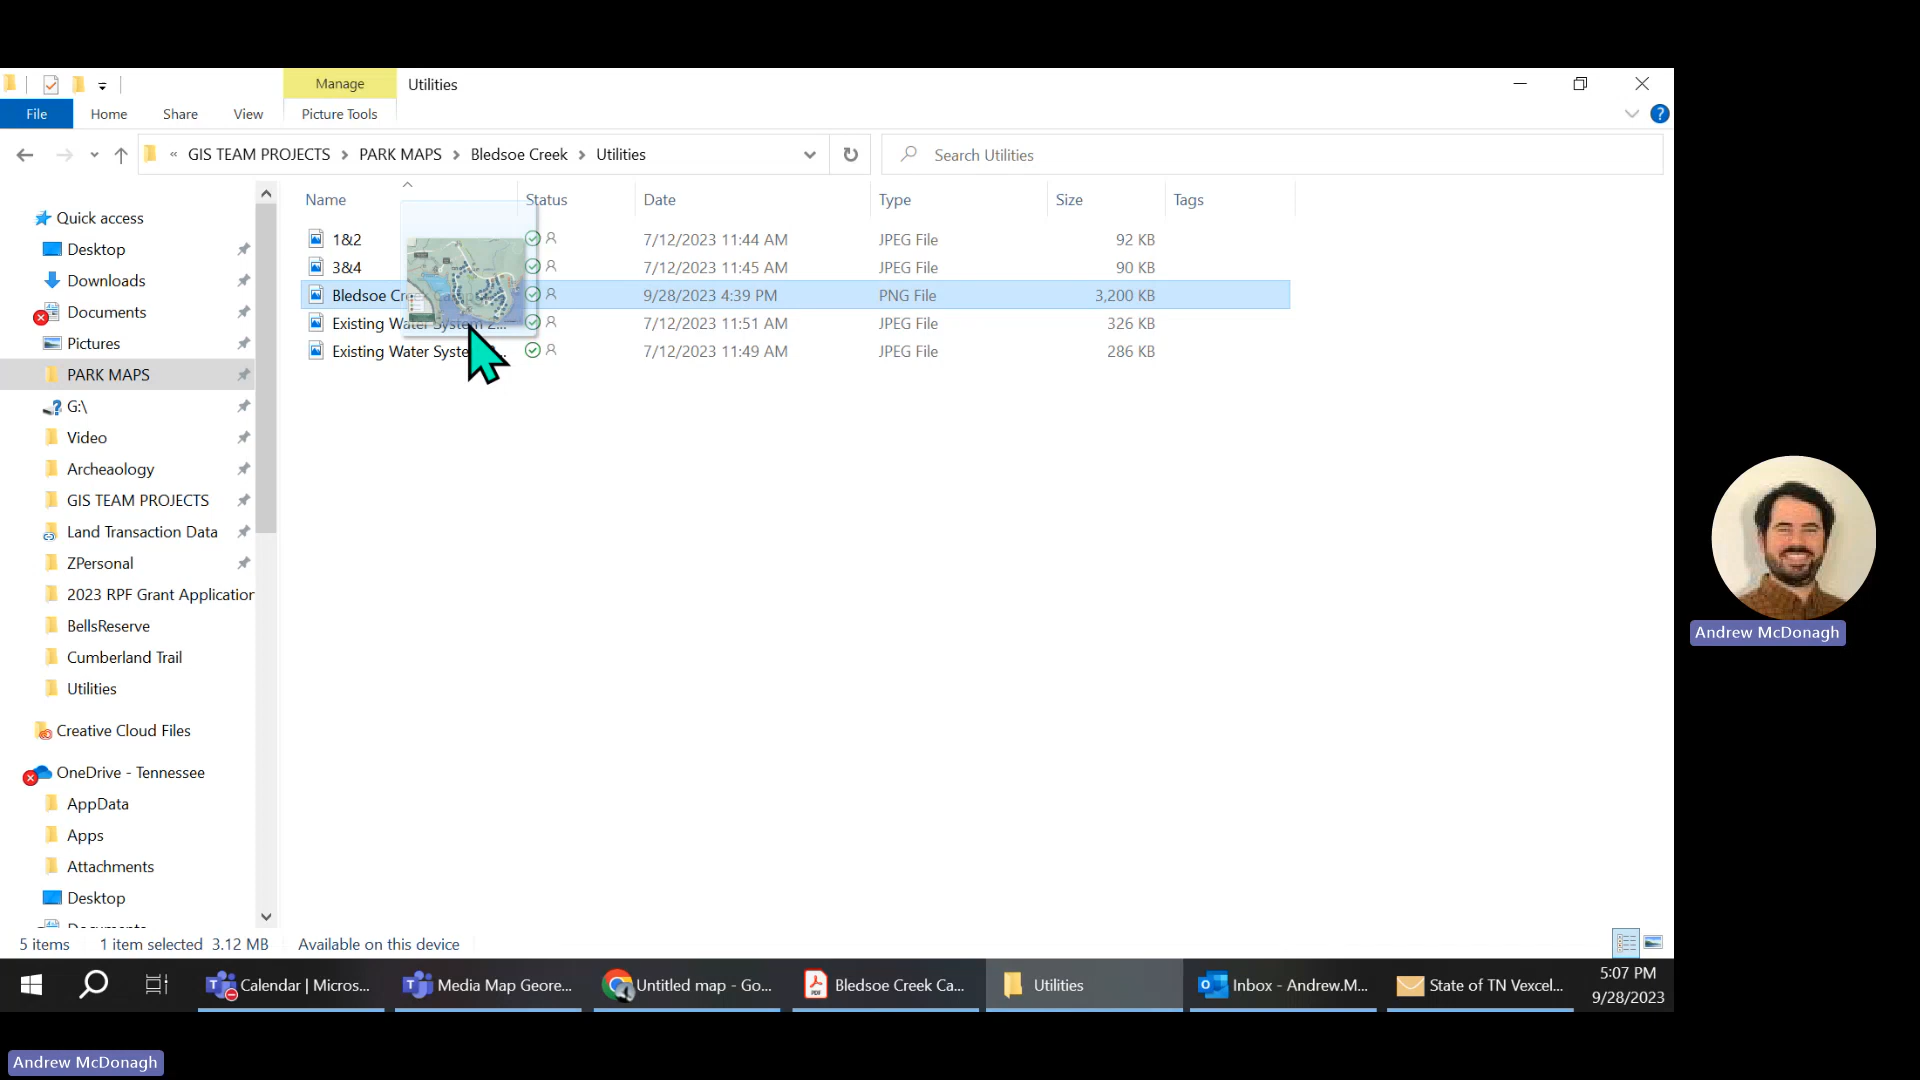 Manage
Utilities
File
Home
Share
View
Picture Tools
« GIS TEAM PROJECTS > PARK MAPS > Bledsoe Creek > Utilities
Search Utilities
Name Status Date Type Size Tags
1&2 7/12/2023 11:44 AM JPEG File 92 KB
3&4 7/12/2023 11:45 AM JPEG File 90 KB
Bledsoe 9/28/2023 4:39 PM PNG File 3,200 KB
Existing Water System 2... 7/12/2023 11:51 AM JPEG File 326 KB
Existing Water 7/12/2023 11:49 AM JPEG File 286 KB
Quick access
Desktop
Downloads
Documents
Pictures
PARK MAPS
G:\
Video
Archaeology
GIS TEAM PROJECTS
Land Transaction Data
ZPersonal
2023 RPF Grant Application
BellsReserve
Cumberland Trail
Utilities
Creative Cloud Files
OneDrive - Tennessee
AppData
Apps
Attachments
Desktop
5 items 1 item selected 3.12 MB Available on this device
Calendar | Micros...
Media Map Geore...
Untitled map - Go...
Bledsoe Creek Ca...
Utilities
Inbox - Andrew.M...
State of TN Vexcel...
5:07 PM
9/28/2023
Andrew McDonagh
Andrew McDonagh